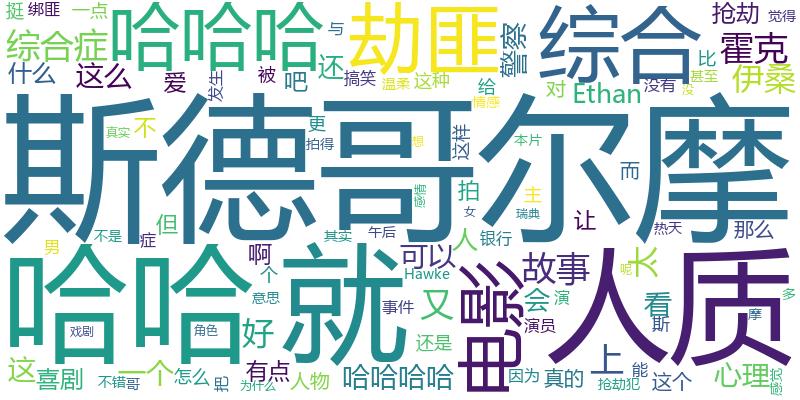 挺 绑匪 一点 哈哈哈 与 劫匪 警察 综合 抢劫 觉得
综合症 还 搞笑 温柔 这种 给 比 霍克
什么 这么 爱 发生 被 吧 Ethan 对 没有 甚至 没 伊桑
情感
斯德哥尔摩
真实 不 更 拍得 想 这样 本片 而
男 不是 症 但 其实 午后 感情 拍 人 女 主 瑞典 银行 让 热天 那么
哈哈 啊 个 就 可以 Hawke 电影 故事 太 呢 人质
意思 事件 又 会 演 看 斯 摩 多
戏剧 角色 好 还是 演员 上 能
这 喜剧 不错 哥 一个 怎么 把 有点 为什么 人物 哈哈哈哈 因为 真的 抢劫犯 这个 心理 感觉